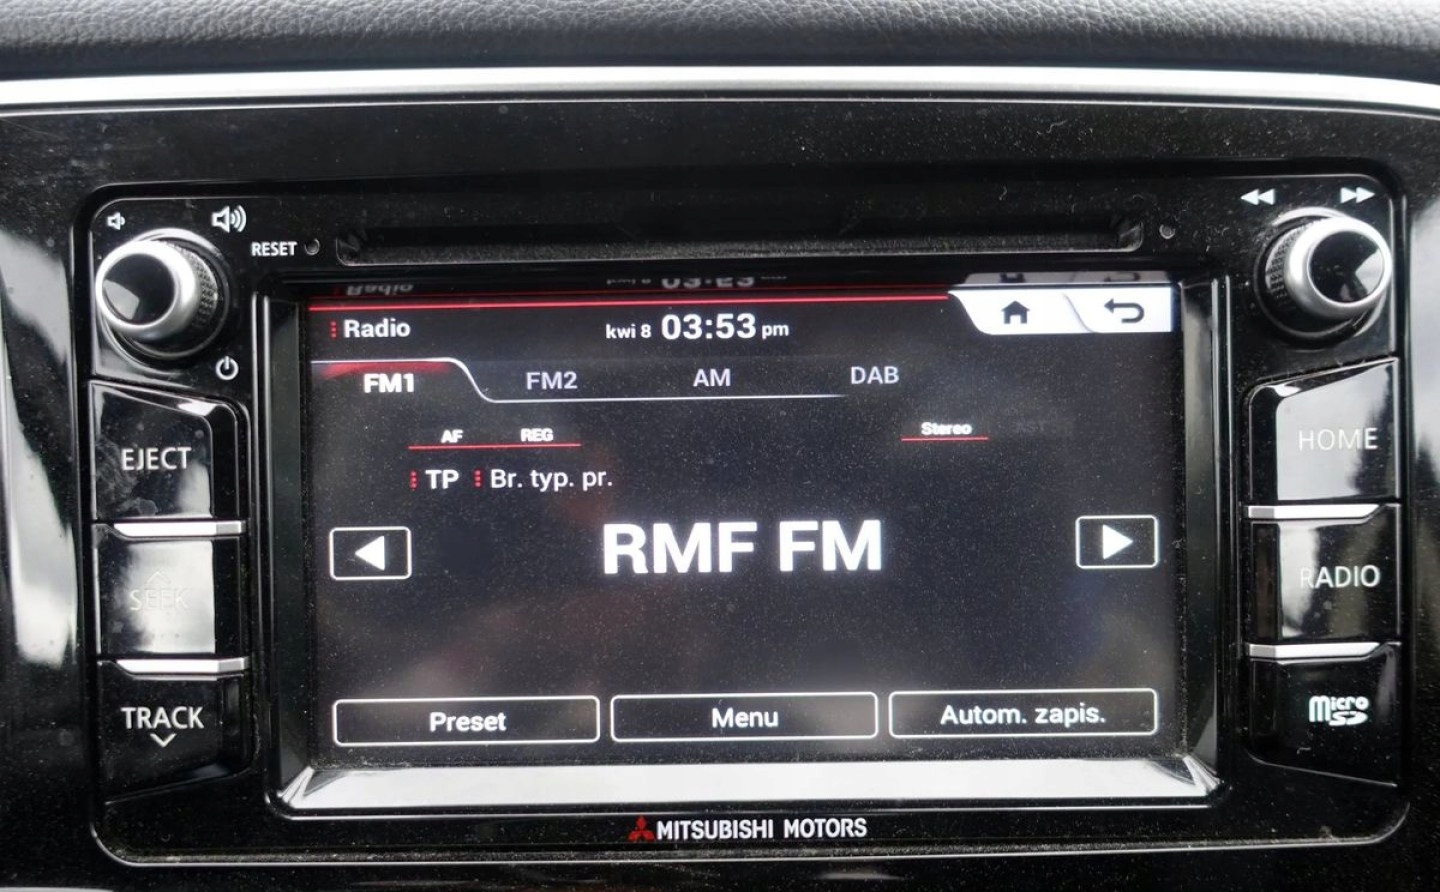 RESET
Radio kwi 8 03:53 pm
FM1 FM2 AM DAB
AF REG Stereo
TP Br. typ. pr.
RMF FM
Preset Menu Autom. zapis.
EJECT
SEEK
TRACK
HOME
RADIO
Micro SD
MITSUBISHI MOTORS